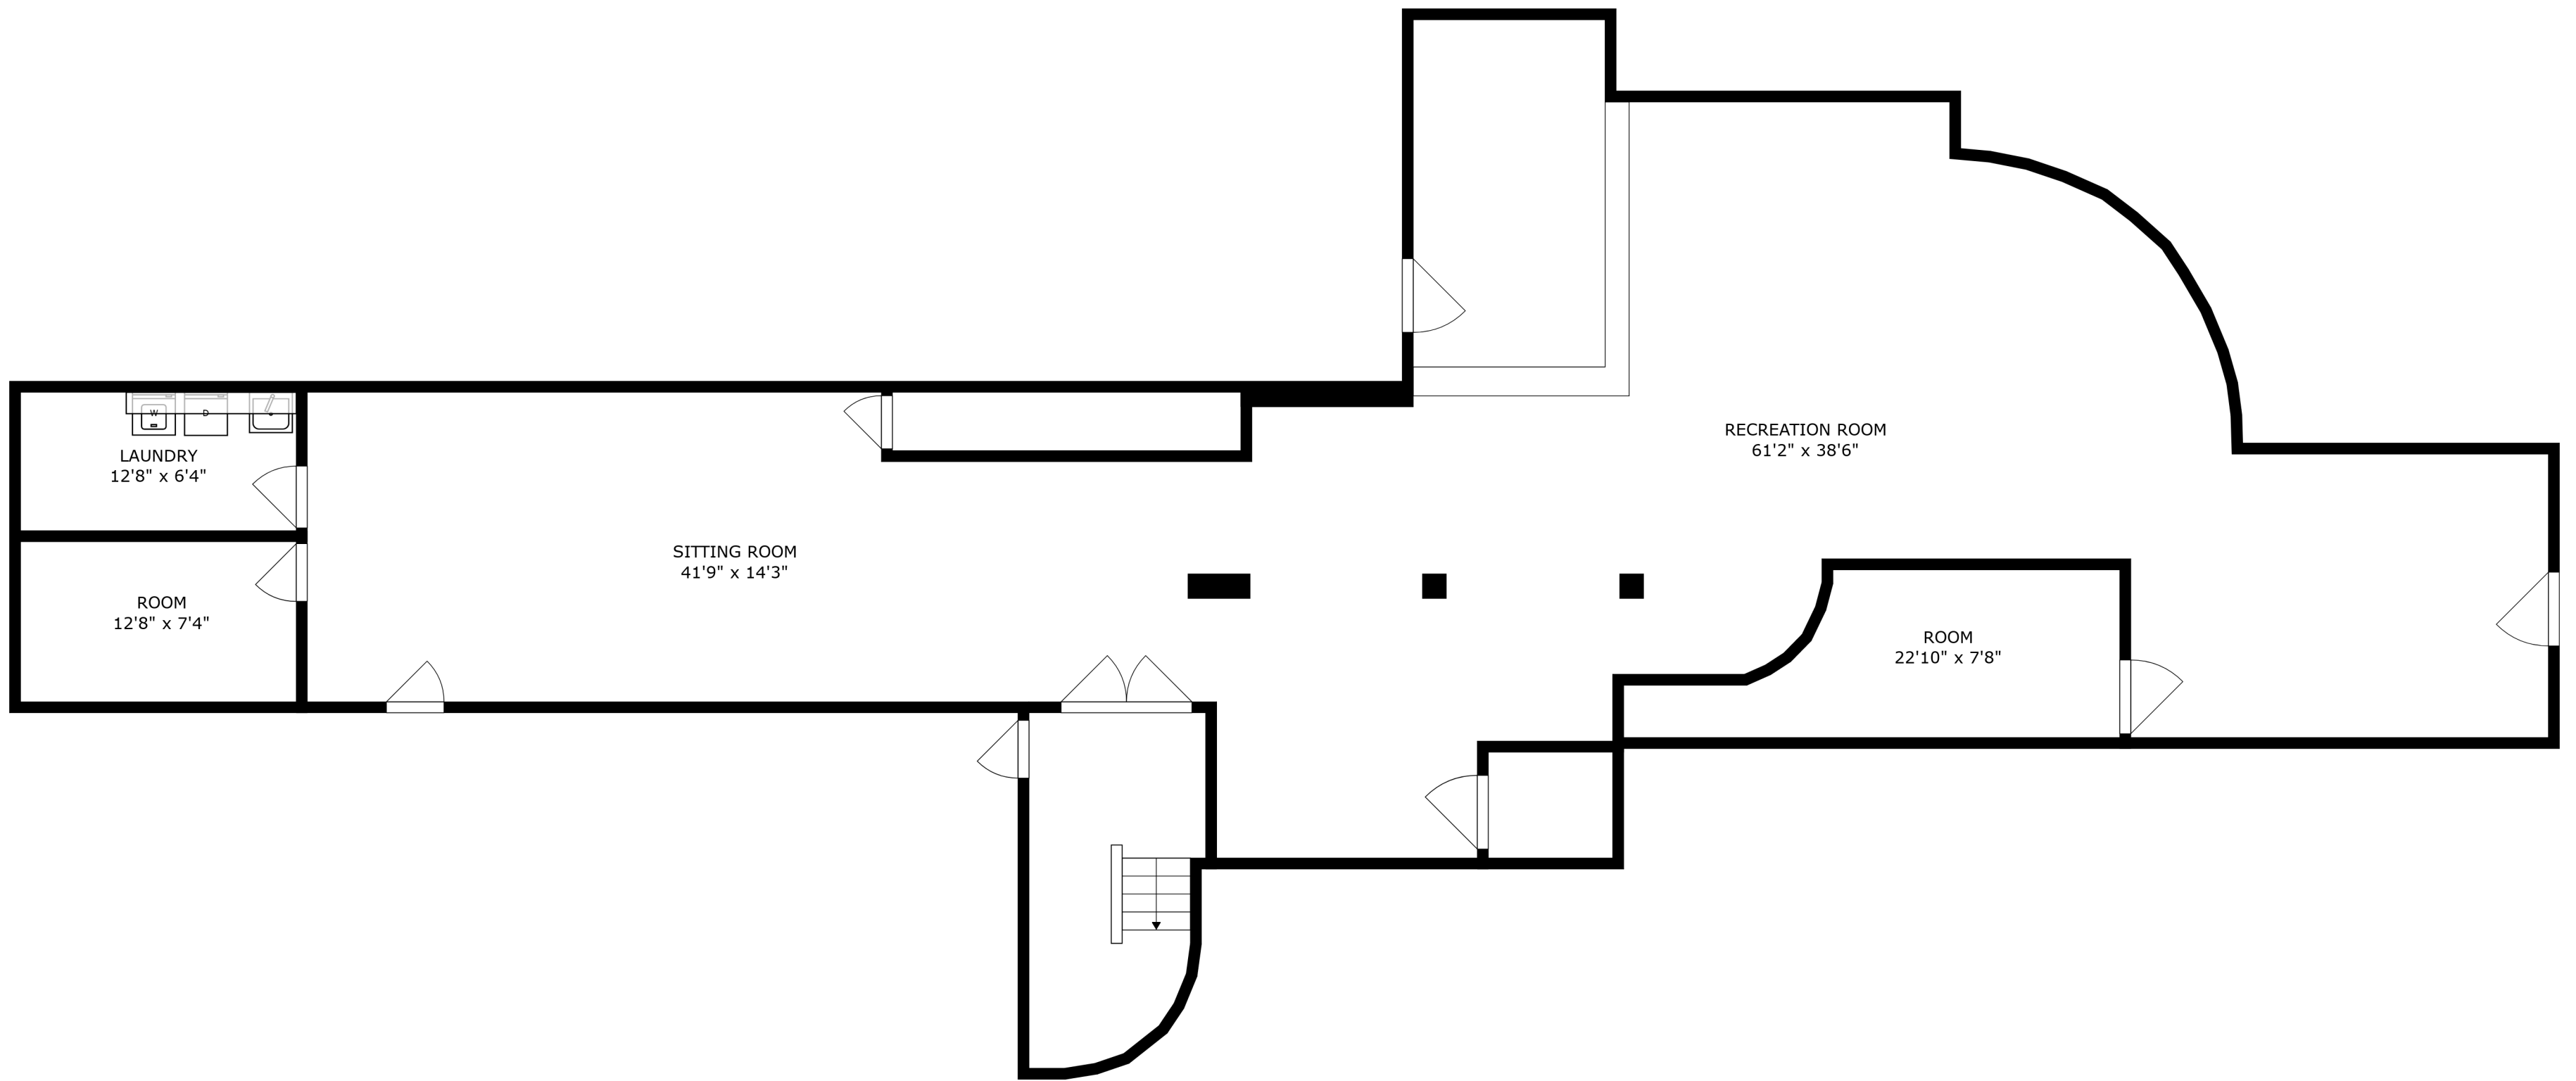 RECREATION ROOM
61'2" x 38'6"
W
D
LAUNDRY
12'8" x 6'4"
SITTING ROOM
41'9" x 14'3"
ROOM
12'8" x 7'4"
ROOM
22'10" x 7'8"